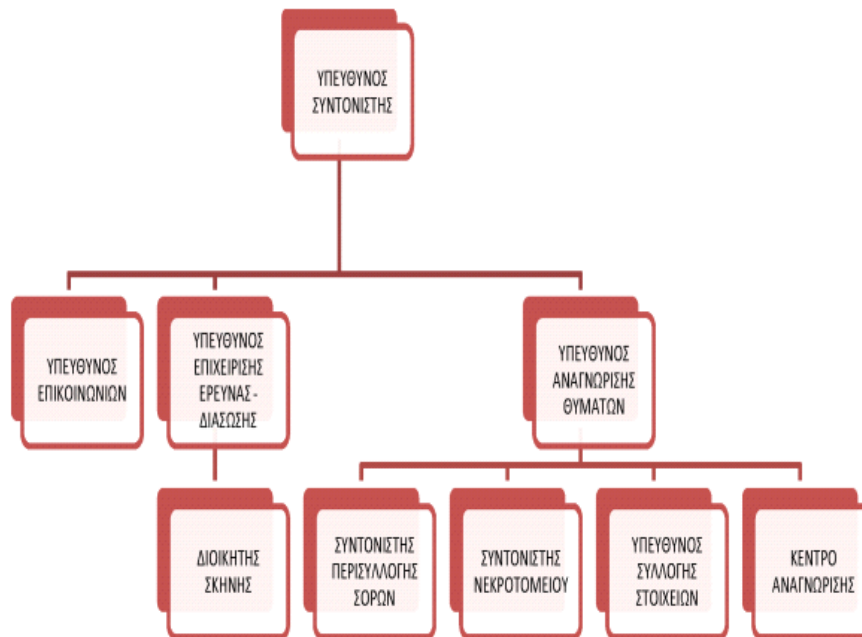 ΥΠΕΥΘΥΝΟΣ
ΣΥΝΤΟΝΙΣΤΗΣ
ΥΠΕΥΘΥΝΟΣ
ΕΠΙΚΟΙΝΩΝΙΩΝ
ΥΠΕΥΘΥΝΟΣ
ΕΠΙΧΕΙΡΙΣΗΣ
ΕΡΕΥΝΑΣ -
ΔΙΑΣΩΣΗΣ
ΥΠΕΥΘΥΝΟΣ
ΑΝΑΓΝΩΡΙΣΗΣ
ΘΥΜΑΤΩΝ
ΔΙΟΙΚΗΤΗΣ
ΣΚΗΝΗΣ
ΣΥΝΤΟΝΙΣΤΗΣ
ΠΕΡΙΣΥΛΛΟΓΗΣ
ΣΟΡΩΝ
ΣΥΝΤΟΝΙΣΤΗΣ
ΝΕΚΡΟΤΟΜΕΙΟΥ
ΥΠΕΥΘΥΝΟΣ
ΣΥΛΛΟΓΗΣ
ΣΤΟΙΧΕΙΩΝ
ΚΕΝΤΡΟ
ΑΝΑΓΝΩΡΙΣΗΣ